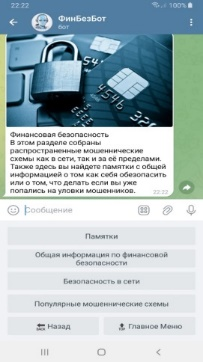 22.22
ФинБезБот
бот
Финансовая безопасность
В этом разделе собраны
распространенные мошеннические
схемы как в сети, так и за её пределами.
Также здесь вы найдете памятки с общей
информацией о том как себя обезопасить
или о том, что делать если вы уже
попались на уловки мошенников.
22:22
Сообщение
Памятки
Общая информация по финансовой
безопасности
Безопасность в сети
Популярные мошеннические схемы
Назад
Главное Меню